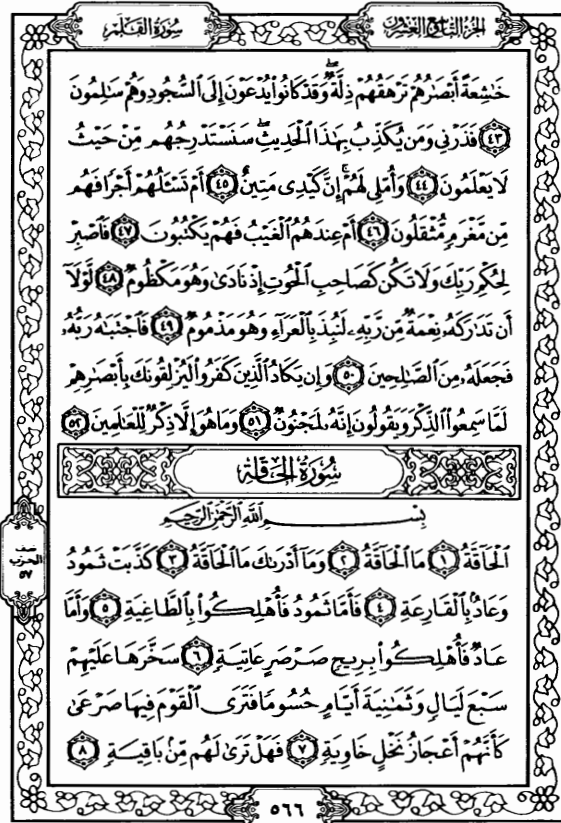 الجزء التاسع والعشرون
سورة القلم
خَٰشِعَةً أَبْصَٰرُهُمْ تَرْهَقُهُمْ ذِلَّةٌۖ وَقَدْ كَانُوا۟ يُدْعَوْنَ إِلَى ٱلسُّجُودِ وَهُمْ سَٰلِمُونَ
٤٣ فَذَرْنِى وَمَن يُكَذِّبُ بِهَٰذَا ٱلْحَدِيثِۖ سَنَسْتَدْرِجُهُم مِّنْ حَيْثُ
لَا يَعْلَمُونَ ٤٤ وَأُمْلِى لَهُمْۚ إِنَّ كَيْدِى مَتِينٌ ٤٥ أَمْ تَسْـَٔلُهُمْ أَجْرًا فَهُم
مِّن مَّغْرَمٍ مُّثْقَلُونَ ٤٦ أَمْ عِندَهُمُ ٱلْغَيْبُ فَهُمْ يَكْتُبُونَ ٤٧ فَٱصْبِرْ
لِحُكْمِ رَبِّكَ وَلَا تَكُن كَصَاحِبِ ٱلْحُوتِ إِذْ نَادَىٰ وَهُوَ مَكْظُومٌ ٤٨ لَّوْلَآ
أَن تَدَٰرَكَهُۥ نِعْمَةٌ مِّن رَّبِّهِۦ لَنُبِذَ بِٱلْعَرَآءِ وَهُوَ مَذْمُومٌ ٤٩ فَٱجْتَبَٰهُ رَبُّهُۥ
فَجَعَلَهُۥ مِنَ ٱلصَّٰلِحِينَ ٥٠ وَإِن يَكَادُ ٱلَّذِينَ كَفَرُوا۟ لَيُزْلِقُونَكَ بِأَبْصَٰرِهِمْ
لَمَّا سَمِعُوا۟ ٱلذِّكْرَ وَيَقُولُونَ إِنَّهُۥ لَمَجْنُونٌ ٥١ وَمَا هُوَ إِلَّا ذِكْرٌ لِّلْعَٰلَمِينَ ٥٢
سُورَةُ الْحَاقَّةِ
بِسْمِ ٱللَّهِ ٱلرَّحْمَٰنِ ٱلرَّحِيمِ
ٱلْحَآقَّةُ ١ مَا ٱلْحَآقَّةُ ٢ وَمَآ أَدْرَىٰكَ مَا ٱلْحَآقَّةُ ٣ كَذَّبَتْ ثَمُودُ
وَعَادٌۢ بِٱلْقَارِعَةِ ٤ فَأَمَّا ثَمُودُ فَأُهْلِكُوا۟ بِٱلطَّاغِيَةِ ٥ وَأَمَّا
عَادٌ فَأُهْلِكُوا۟ بِرِيحٍ صَرْصَرٍ عَاتِيَةٍ ٦ سَخَّرَهَا عَلَيْهِمْ
سَبْعَ لَيَالٍ وَثَمَٰنِيَةَ أَيَّامٍ حُسُومًا فَتَرَى ٱلْقَوْمَ فِيهَا صَرْعَىٰ
كَأَنَّهُمْ أَعْجَازُ نَخْلٍ خَاوِيَةٍ ٧ فَهَلْ تَرَىٰ لَهُم مِّنۢ بَاقِيَةٍ ٨
نصف
الحزب
٥٧
٥٦٦